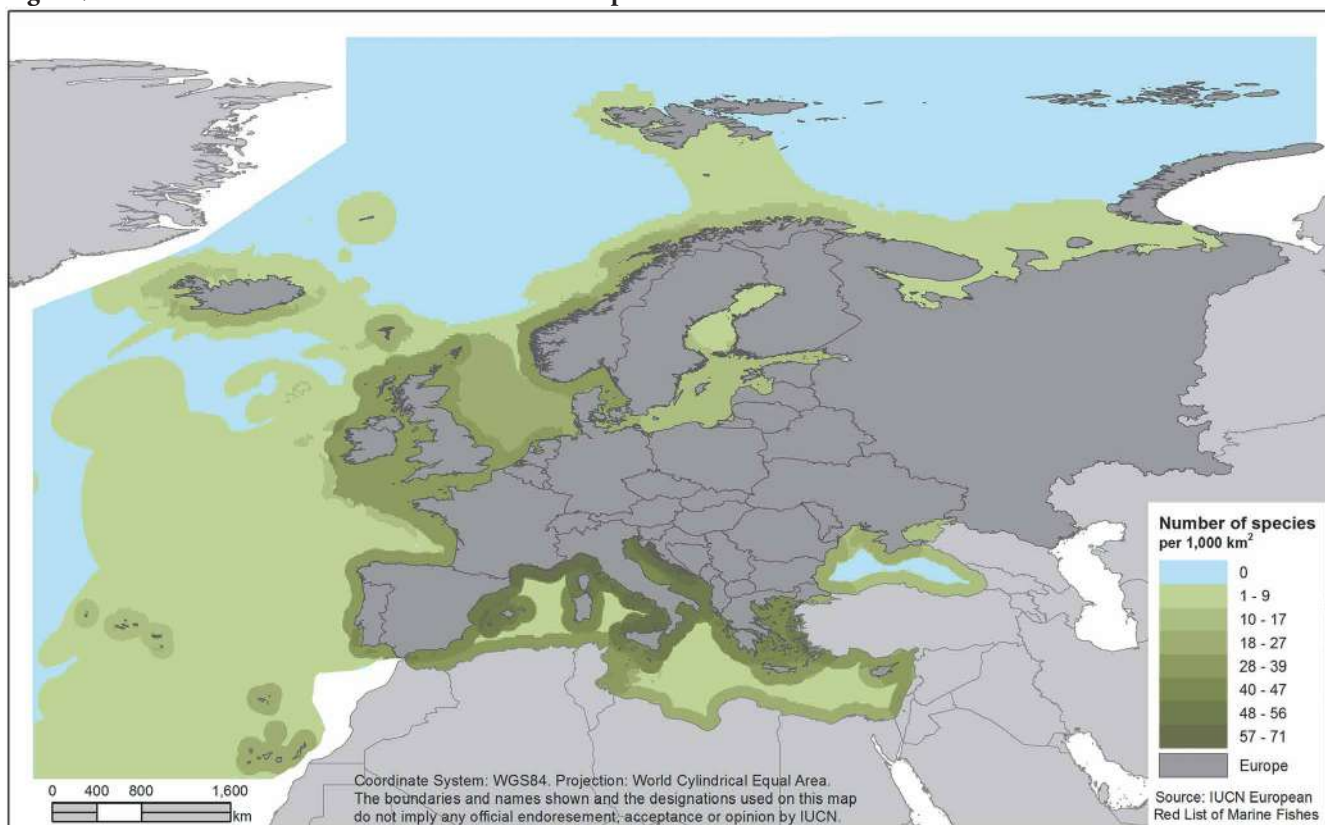 Number of species
per 1,000 km²
0
1 - 9
10 - 17
18 - 27
28 - 39
40 - 47
48 - 56
57 - 71
Europe
Source: IUCN European
Red List of Marine Fishes
Coordinate System: WGS84. Projection: World Cylindrical Equal Area.
The boundaries and names shown and the designations used on this map
do not imply any official endoresement, acceptance or opinion by IUCN.
0 400 800 1,600
km